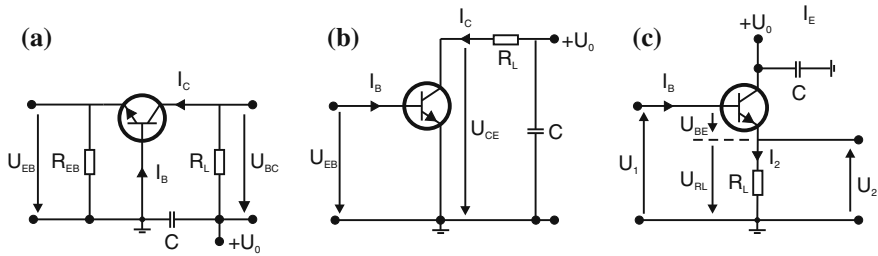 (a)
I_C
U_EB
R_EB
I_B
R_L
U_BC
C
+U_0
(b)
I_C
R_L
+U_0
I_B
U_EB
U_CE
C
(c)
+U_0
I_E
C
I_B
U_BE
U_1
U_RL
I_2
R_L
U_2